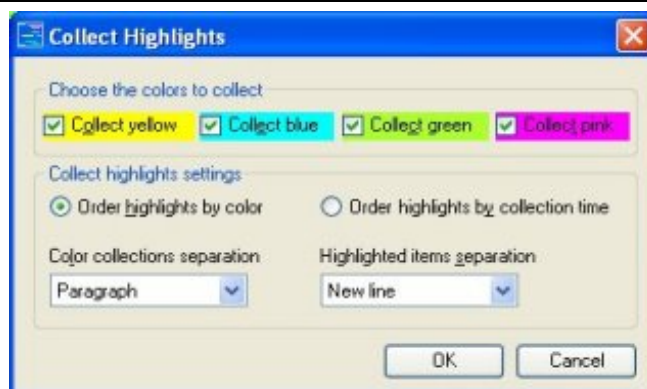 Collect Highlights
Choose the colors to collect
Collect yellow Collect blue Collect green Collect pink
Collect highlights settings
Order highlights by color Order highlights by collection time
Color collections separation Highlighted items separation
Paragraph New line
OK Cancel